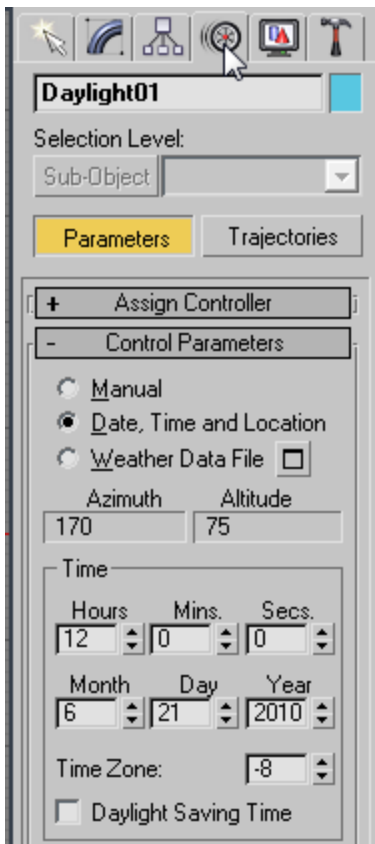 Daylight01
Selection Level:
Sub-Object
Parameters Trajectories
+ Assign Controller
- Control Parameters
Manual
Date, Time and Location
Weather Data File
Azimuth Altitude
170 75
Time
Hours Mins. Secs.
12 0 0
Month Day Year
6 21 2010
Time Zone: -8
Daylight Saving Time